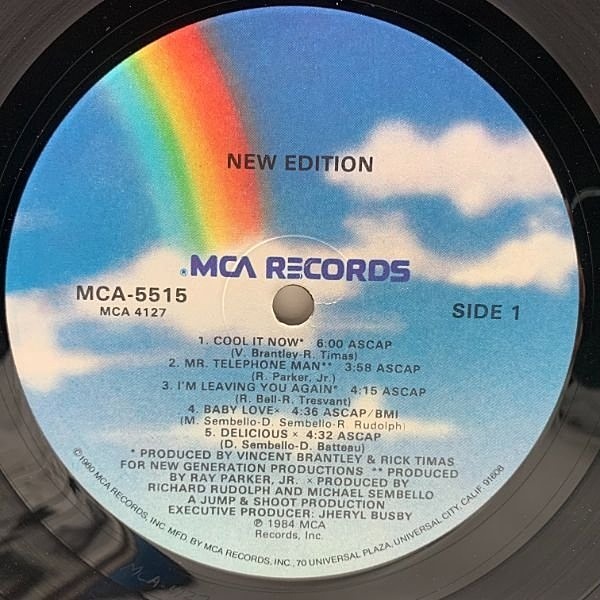 NEW EDITION
® MCA RECORDS
MCA-5515
MCA 4127
SIDE 1
1. COOL IT NOW* 6:00 ASCAP
(V. Brantley-R. Timas)
2. MR. TELEPHONE MAN** 3:58 ASCAP
(R. Parker, Jr.)
3. I'M LEAVING YOU AGAIN* 4:15 ASCAP
(R. Bell-R. Tresvant)
4. BABY LOVE× 4:36 ASCAP/BMI
(M. Sembello-D. Sembello-R. Rudolph)
5. DELICIOUS × 4:32 ASCAP
(D. Sembello-D. Batteau)
* PRODUCED BY VINCENT BRANTLEY & RICK TIMAS
FOR NEW GENERATION PRODUCTIONS ** PRODUCED
BY RAY PARKER, JR. × PRODUCED BY
RICHARD RUDOLPH AND MICHAEL SEMBELLO
A JUMP & SHOOT PRODUCTION
EXECUTIVE PRODUCER: JHERYL BUSBY
℗ 1984 MCA
Records, Inc.
©1980 MCA RECORDS, INC. MFD. BY MCA RECORDS, INC., 70 UNIVERSAL PLAZA, UNIVERSAL CITY, CALIF. 91608